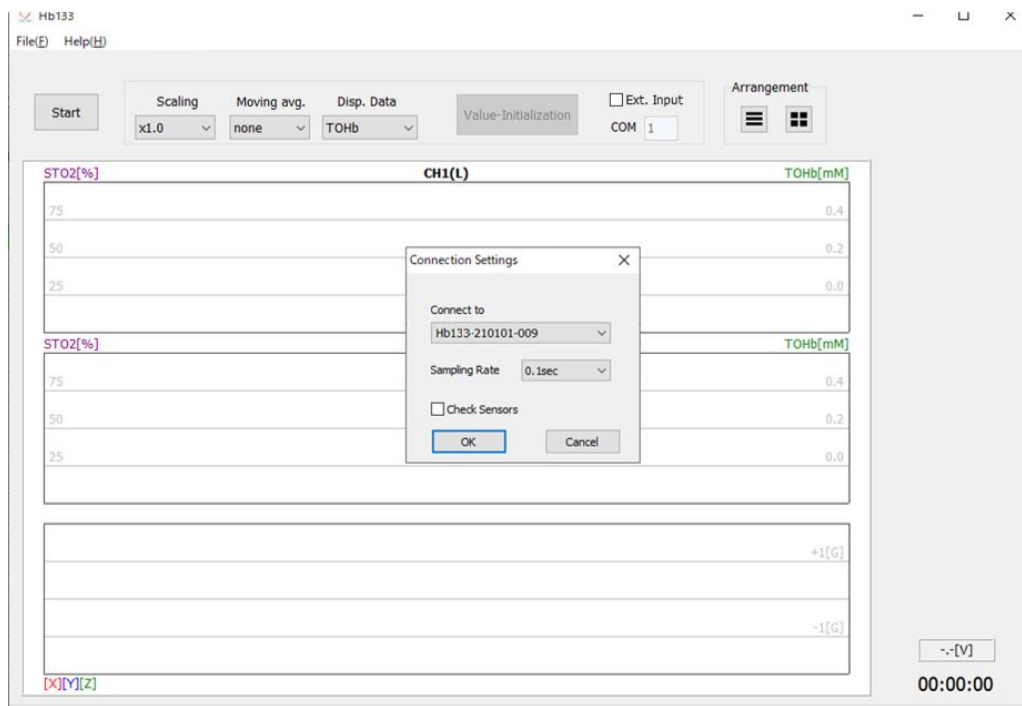 Hb133
File(F) Help(H)
Start
Scaling
x1.0
Moving avg.
none
Disp. Data
TOHb
Value-Initialization
Ext. Input
COM 1
Arrangement
STO2[%] CH1(L) TOHb[mM]
75 0.4
50 0.2
25 0.0
STO2[%] TOHb[mM]
75 0.4
50 0.2
25 0.0
+1[G]
-1[G]
[X][Y][Z]
Connection Settings
Connect to
Hb133-210101-009
Sampling Rate 0.1sec
Check Sensors
OK Cancel
-.-[V]
00:00:00